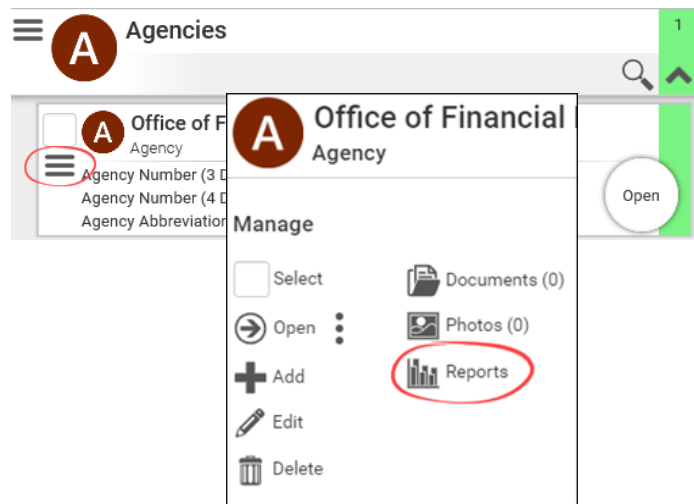 A
Agencies
1
A
Office of F
Agency
Agency Number (3 D
Agency Number (4 D
Agency Abbreviation
Open
A
Office of Financial
Agency
Manage
Select
Documents (0)
Open
Photos (0)
Add
Reports
Edit
Delete